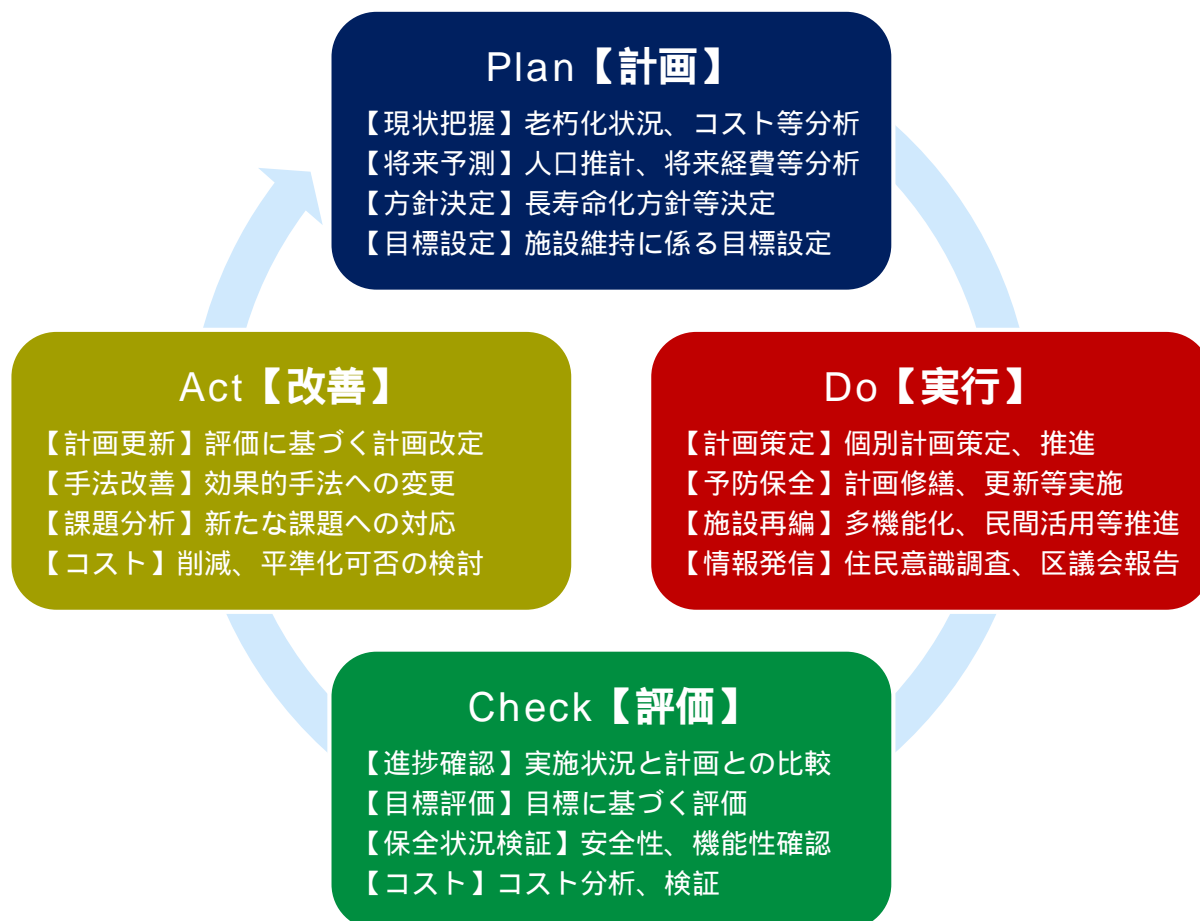 Plan【計画】
【現状把握】老朽化状況、コスト等分析
【将来予測】人口推計、将来経費等分析
【方針決定】長寿命化方針等決定
【目標設定】施設維持に係る目標設定
Do【実行】
【計画策定】個別計画策定、推進
【予防保全】計画修繕、更新等実施
【施設再編】多機能化、民間活用等推進
【情報発信】住民意識調査、区議会報告
Check【評価】
【進捗確認】実施状況と計画との比較
【目標評価】目標に基づく評価
【保全状況検証】安全性、機能性確認
【コスト】コスト分析、検証
Act【改善】
【計画更新】評価に基づく計画改定
【手法改善】効果的手法への変更
【課題分析】新たな課題への対応
【コスト】削減、平準化可否の検討